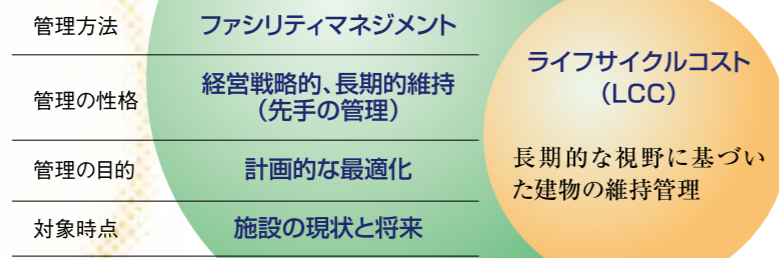 管理方法
ファシリティマネジメント
管理の性格
経営戦略的、長期的維持
（先手の管理）
管理の目的
計画的な最適化
対象時点
施設の現状と将来
ライフサイクルコスト
（LCC）
長期的な視野に基づい
た建物の維持管理